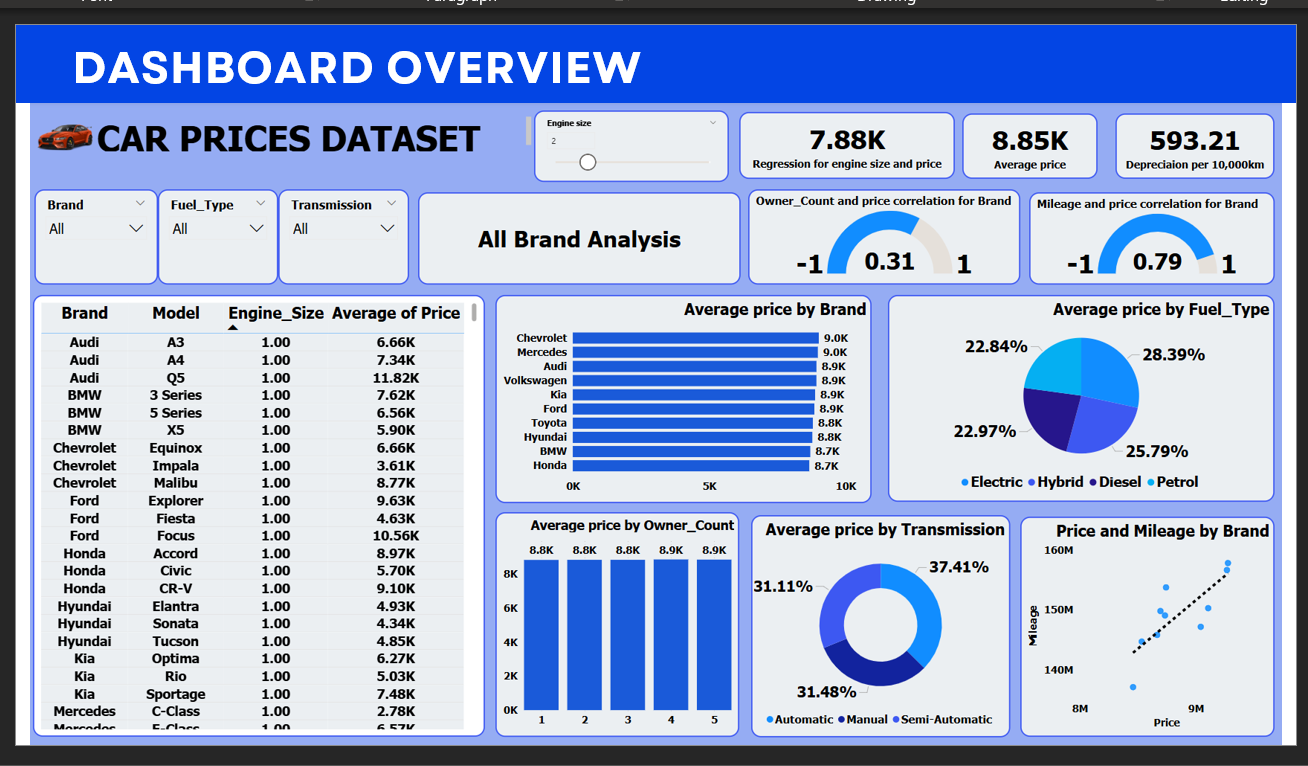 Font Paragraph Drawing Editing
DASHBOARD OVERVIEW
CAR PRICES DATASET
Engine size
2
7.88K
Regression for engine size and price
8.85K
Average price
593.21
Depreciaion per 10,000km
Brand
All
Fuel_Type
All
Transmission
All
All Brand Analysis
Owner_Count and price correlation for Brand
-1 0.31 1
Mileage and price correlation for Brand
-1 0.79 1
Brand Model Engine_Size Average of Price
Audi A3 1.00 6.66K
Audi A4 1.00 7.34K
Audi Q5 1.00 11.82K
BMW 3 Series 1.00 7.62K
BMW 5 Series 1.00 6.56K
BMW X5 1.00 5.90K
Chevrolet Equinox 1.00 6.66K
Chevrolet Impala 1.00 3.61K
Chevrolet Malibu 1.00 8.77K
Ford Explorer 1.00 9.63K
Ford Fiesta 1.00 4.63K
Ford Focus 1.00 10.56K
Honda Accord 1.00 8.97K
Honda Civic 1.00 5.70K
Honda CR-V 1.00 9.10K
Hyundai Elantra 1.00 4.93K
Hyundai Sonata 1.00 4.34K
Hyundai Tucson 1.00 4.85K
Kia Optima 1.00 6.27K
Kia Rio 1.00 5.03K
Kia Sportage 1.00 7.48K
Mercedes C-Class 1.00 2.78K
Mercedes E-Class 1.00 6.57K
Average price by Brand
Chevrolet 9.0K
Mercedes 9.0K
Audi 8.9K
Volkswagen 8.9K
Kia 8.9K
Ford 8.9K
Toyota 8.8K
Hyundai 8.8K
BMW 8.7K
Honda 8.7K
0K 5K 10K
Average price by Fuel_Type
22.84% 28.39%
22.97% 25.79%
Electric Hybrid Diesel Petrol
Average price by Owner_Count
8.8K 8.8K 8.8K 8.9K 8.9K
8K
6K
4K
2K
0K
1 2 3 4 5
Average price by Transmission
37.41%
31.11%
31.48%
Automatic Manual Semi-Automatic
Price and Mileage by Brand
160M
150M
140M
Mileage
8M 9M
Price